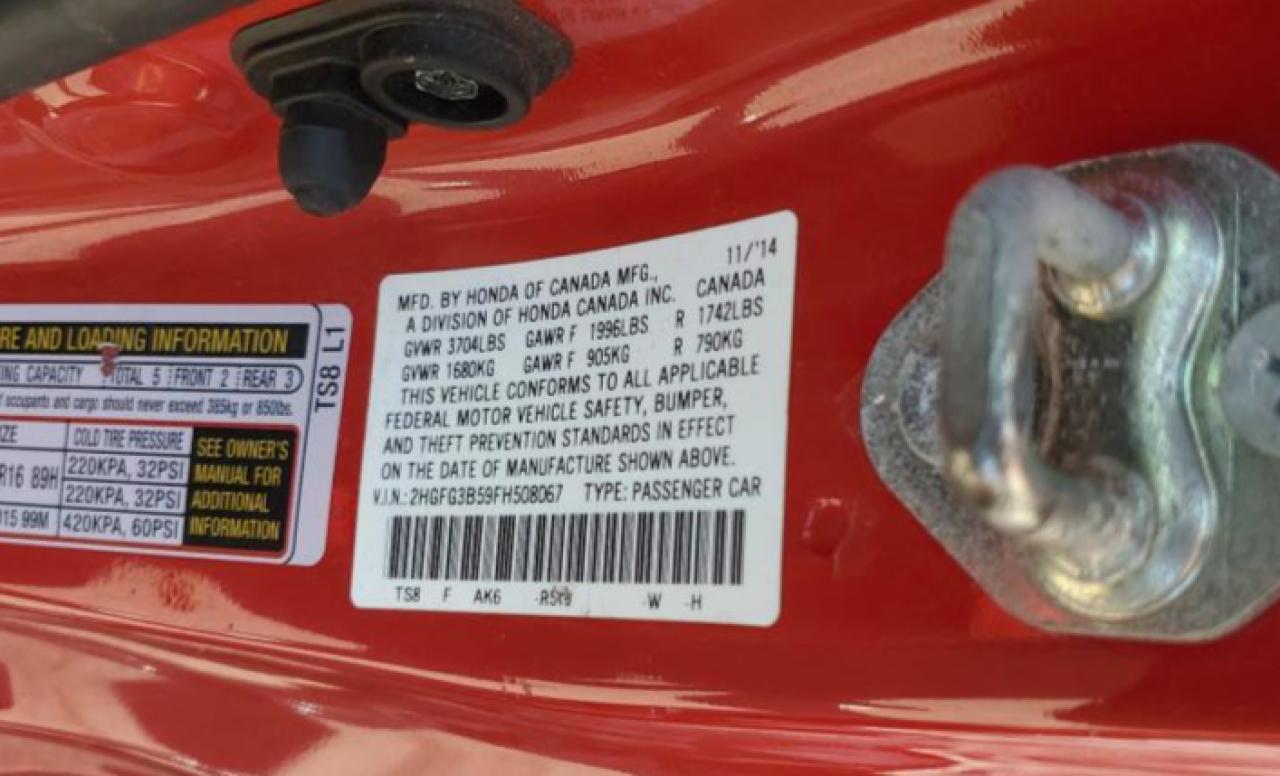 RE AND LOADING INFORMATION
NG CAPACITY TOTAL 5 FRONT 2 REAR 3
occupants and cargo should never exceed 385kg or 850lbs.
ZE COLD TIRE PRESSURE
SEE OWNER'S
MANUAL FOR
ADDITIONAL
INFORMATION
R16 89H 220KPA, 32PSI
220KPA, 32PSI
15 99M 420KPA, 60PSI
TS8 L1
11/'14
MFD. BY HONDA OF CANADA MFG.,
A DIVISION OF HONDA CANADA INC. CANADA
GVWR 3704LBS GAWR F 1996LBS R 1742LBS
GVWR 1680KG GAWR F 905KG R 790KG
THIS VEHICLE CONFORMS TO ALL APPLICABLE
FEDERAL MOTOR VEHICLE SAFETY, BUMPER,
AND THEFT PREVENTION STANDARDS IN EFFECT
ON THE DATE OF MANUFACTURE SHOWN ABOVE.
V.I.N.: 2HGFG3B59FH508067 TYPE: PASSENGER CAR
TS8 F AK6 -W -H